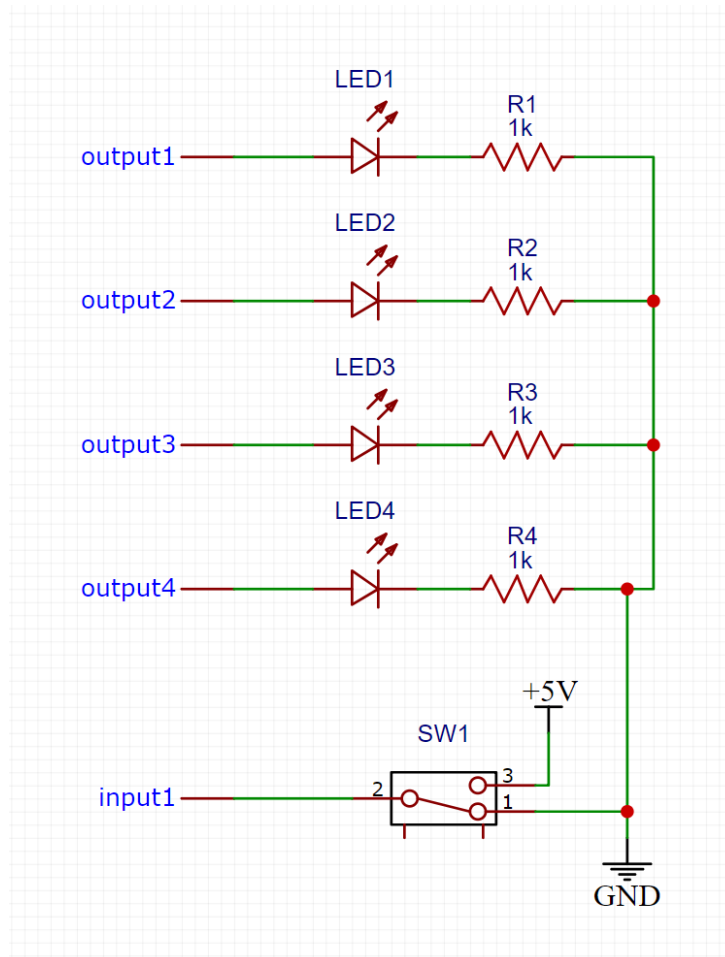 LED1
R1
1k
output1
LED2
R2
1k
output2
LED3
R3
1k
output3
LED4
R4
1k
output4
+5V
SW1
3
2
input1
1
GND